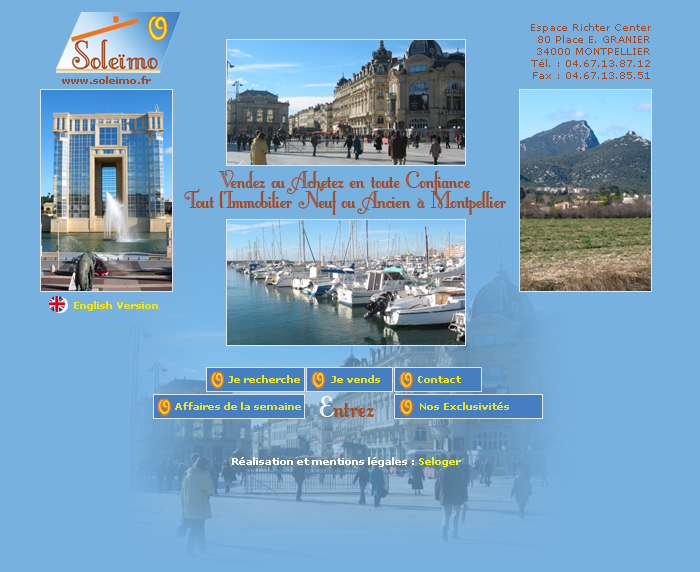 Soleïmo
www.soleimo.fr
Espace Richter Center
80 Place E. GRANIER
34000 MONTPELLIER
Tél. : 04.67.13.87.12
Fax : 04.67.13.85.51
Vendez ou Achetez en toute Confiance
Tout l'Immobilier Neuf ou Ancien à Montpellier
English Version
Je recherche
Je vends
Contact
Affaires de la semaine
Entrez
Nos Exclusivités
Réalisation et mentions légales : Seloger